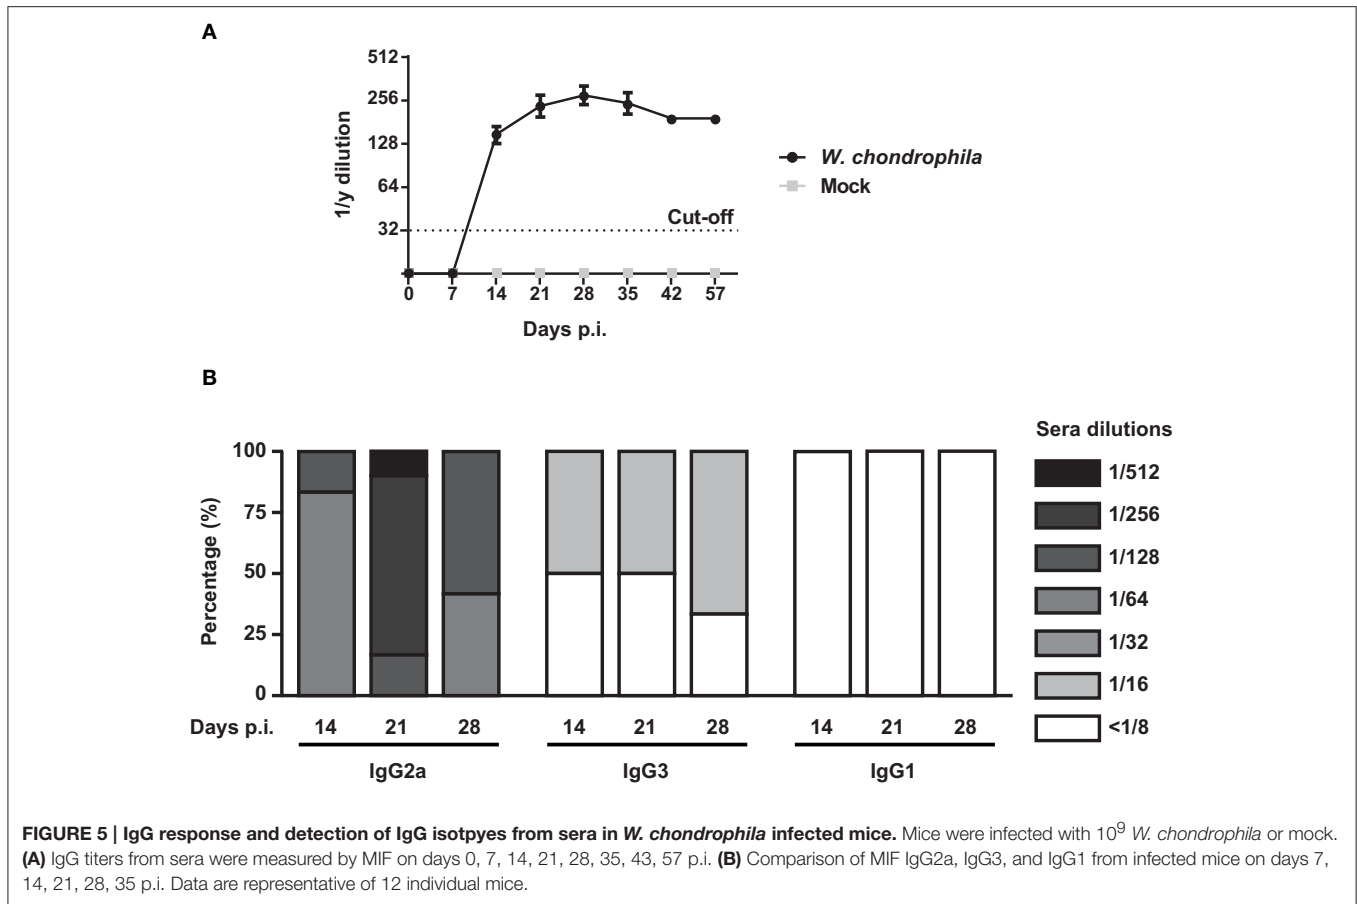 A
512
256
128
64
32
1/y dilution
Cut-off
0 7 14 21 28 35 42 57
Days p.i.
W. chondrophila
Mock
B
100
75
50
25
0
Percentage (%)
Days p.i. 14 21 28 14 21 28 14 21 28
IgG2a IgG3 IgG1
Sera dilutions
1/512
1/256
1/128
1/64
1/32
1/16
<1/8
FIGURE 5 | IgG response and detection of IgG isotpyes from sera in W. chondrophila infected mice. Mice were infected with 10⁹ W. chondrophila or mock.
(A) IgG titers from sera were measured by MIF on days 0, 7, 14, 21, 28, 35, 43, 57 p.i. (B) Comparison of MIF IgG2a, IgG3, and IgG1 from infected mice on days 7,
14, 21, 28, 35 p.i. Data are representative of 12 individual mice.